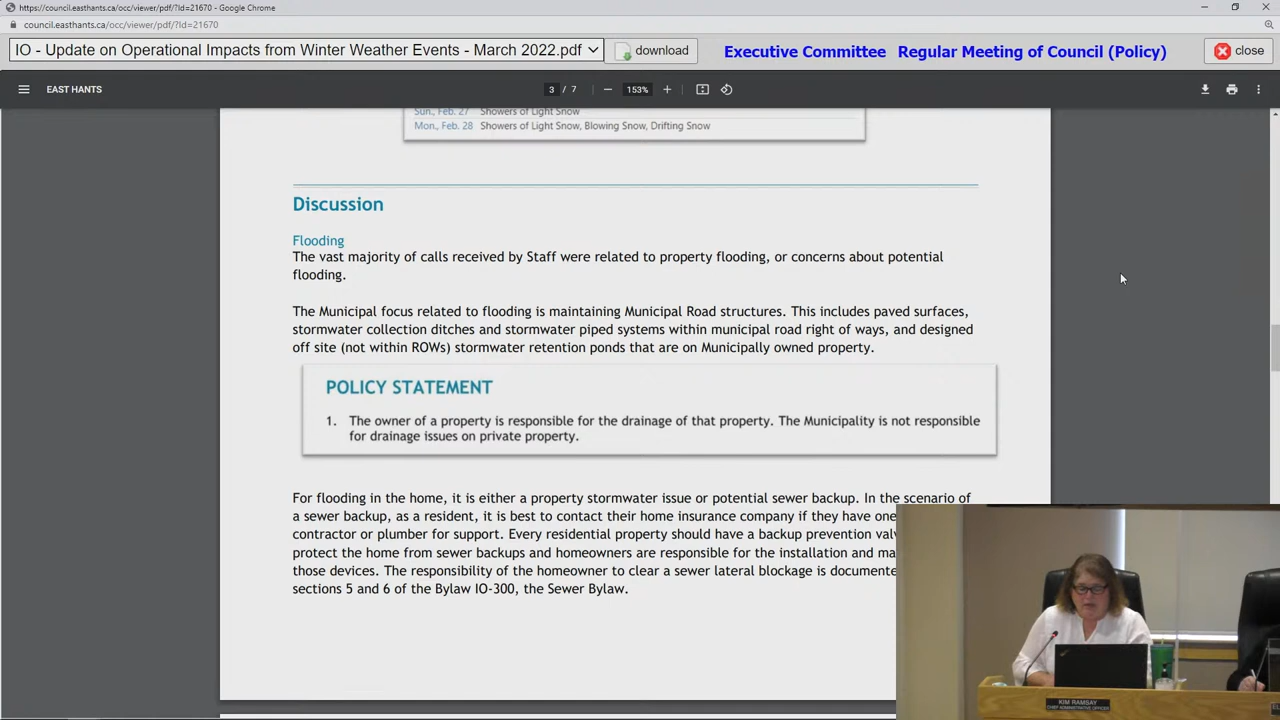 https://council.easthants.ca/occ/viewer/pdf/?Id=21670 - Google Chrome
council.easthants.ca/occ/viewer/pdf/?Id=21670
IO - Update on Operational Impacts from Winter Weather Events - March 2022.pdf download Executive Committee Regular Meeting of Council (Policy) close
EAST HANTS 3 / 7 153%
Sun., Feb. 27 Showers of Light Snow
Mon., Feb. 28 Showers of Light Snow, Blowing Snow, Drifting Snow
Discussion
Flooding
The vast majority of calls received by Staff were related to property flooding, or concerns about potential
flooding.
The Municipal focus related to flooding is maintaining Municipal Road structures. This includes paved surfaces,
stormwater collection ditches and stormwater piped systems within municipal road right of ways, and designed
off site (not within ROWs) stormwater retention ponds that are on Municipally owned property.
POLICY STATEMENT
1. The owner of a property is responsible for the drainage of that property. The Municipality is not responsible
for drainage issues on private property.
For flooding in the home, it is either a property stormwater issue or potential sewer backup. In the scenario of
a sewer backup, as a resident, it is best to contact their home insurance company if they have one
contractor or plumber for support. Every residential property should have a backup prevention valv
protect the home from sewer backups and homeowners are responsible for the installation and ma
those devices. The responsibility of the homeowner to clear a sewer lateral blockage is documente
sections 5 and 6 of the Bylaw IO-300, the Sewer Bylaw.
KIM RAMSAY
CHIEF ADMINISTRATIVE OFFICER